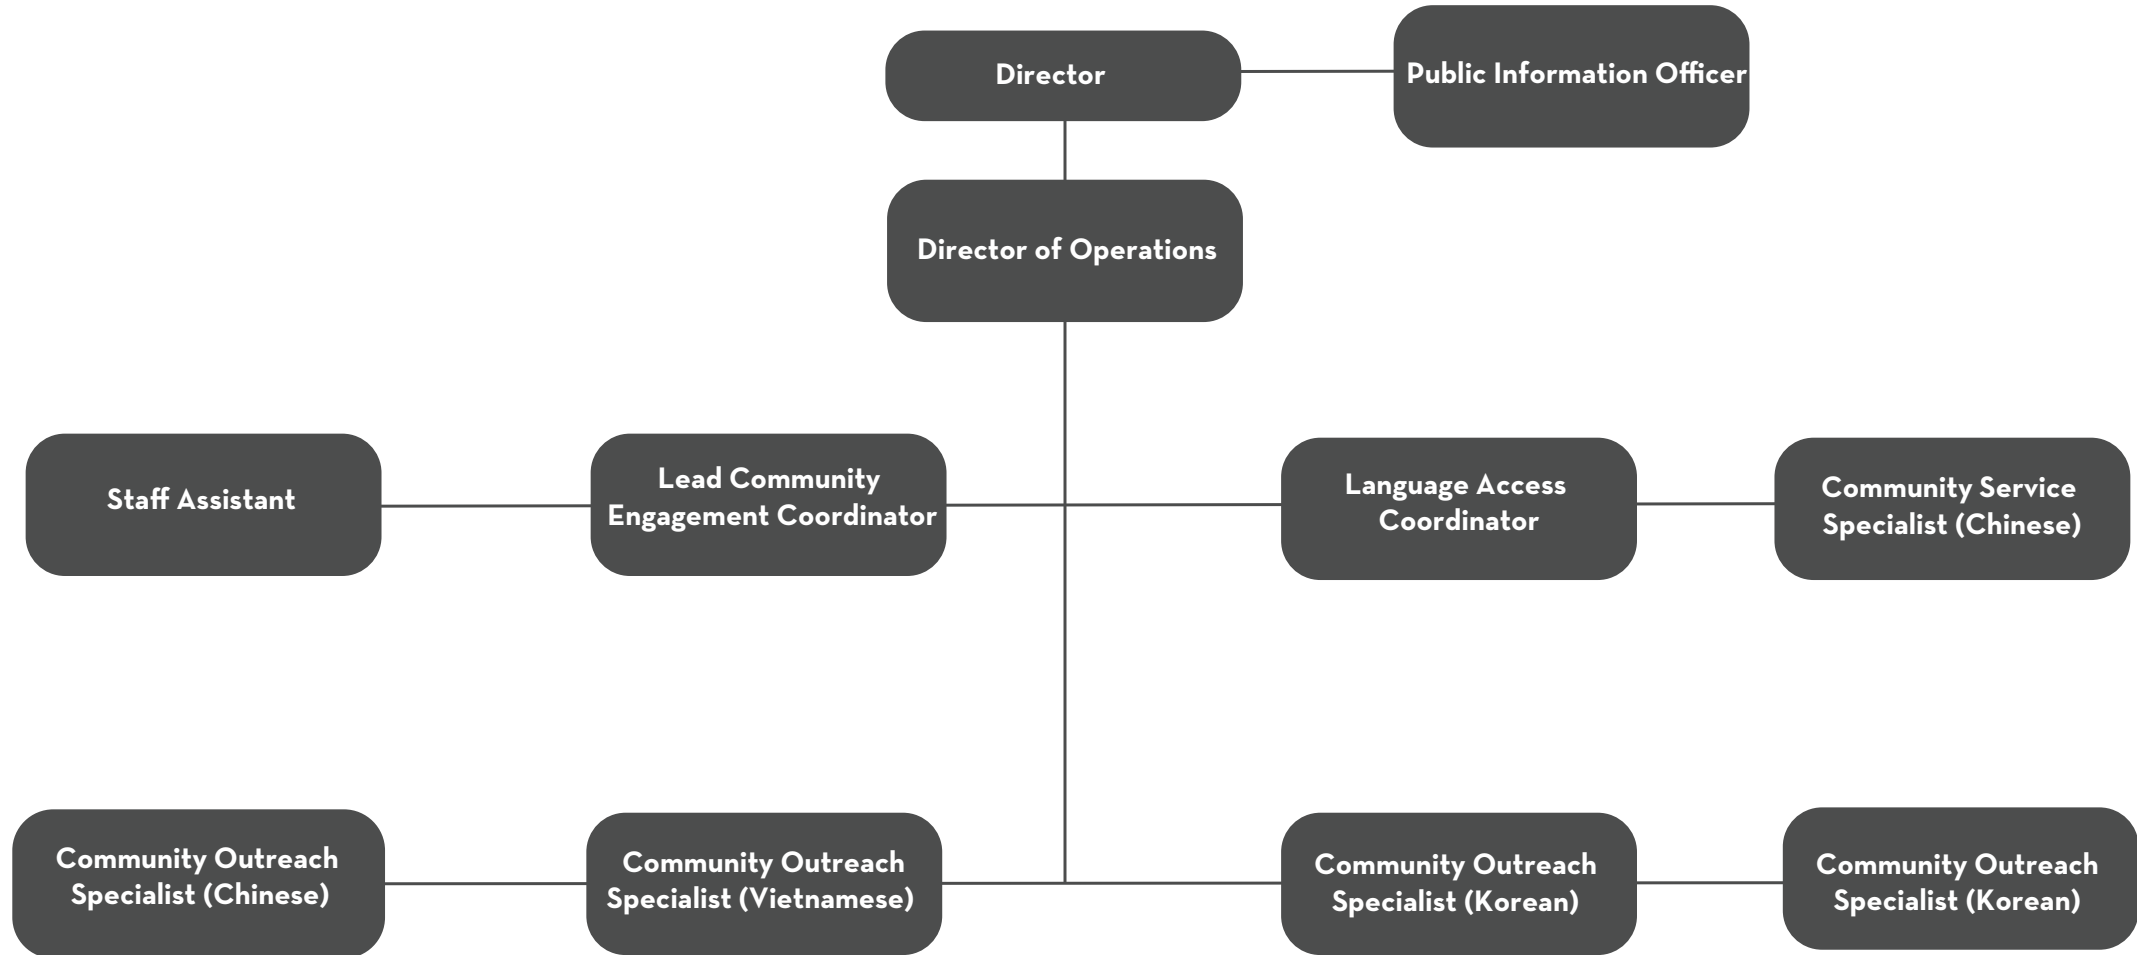 Director
Public Information Officer
Director of Operations
Staff Assistant
Lead Community
Engagement Coordinator
Language Access
Coordinator
Community Service
Specialist (Chinese)
Community Outreach
Specialist (Chinese)
Community Outreach
Specialist (Vietnamese)
Community Outreach
Specialist (Korean)
Community Outreach
Specialist (Korean)